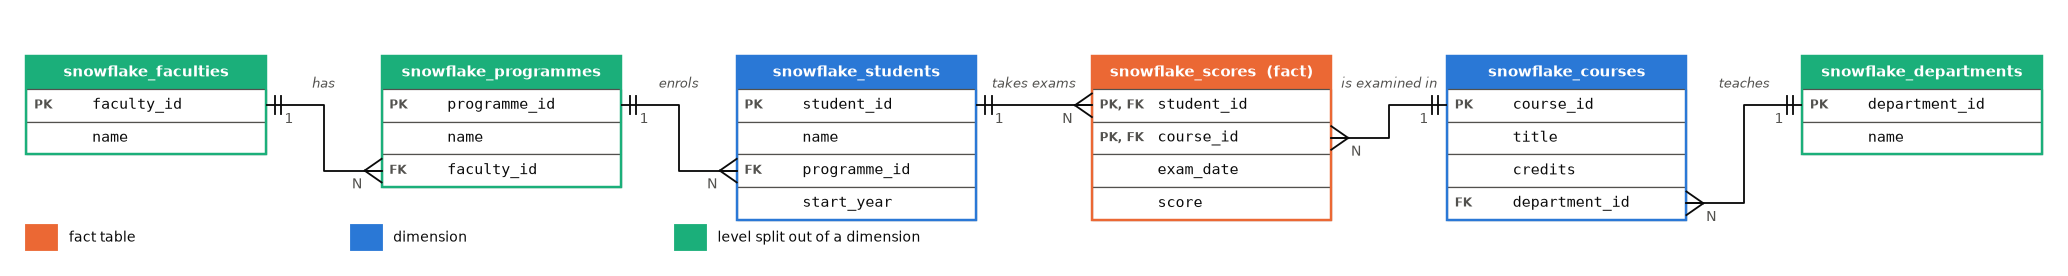 snowflake_faculties
PK faculty_id
name
has
1
N
snowflake_programmes
PK programme_id
name
FK faculty_id
enrols
1
N
snowflake_students
PK student_id
name
FK programme_id
start_year
takes exams
1
N
snowflake_scores (fact)
PK, FK student_id
PK, FK course_id
exam_date
score
is examined in
1
N
snowflake_courses
PK course_id
title
credits
FK department_id
teaches
1
N
snowflake_departments
PK department_id
name
fact table
dimension
level split out of a dimension